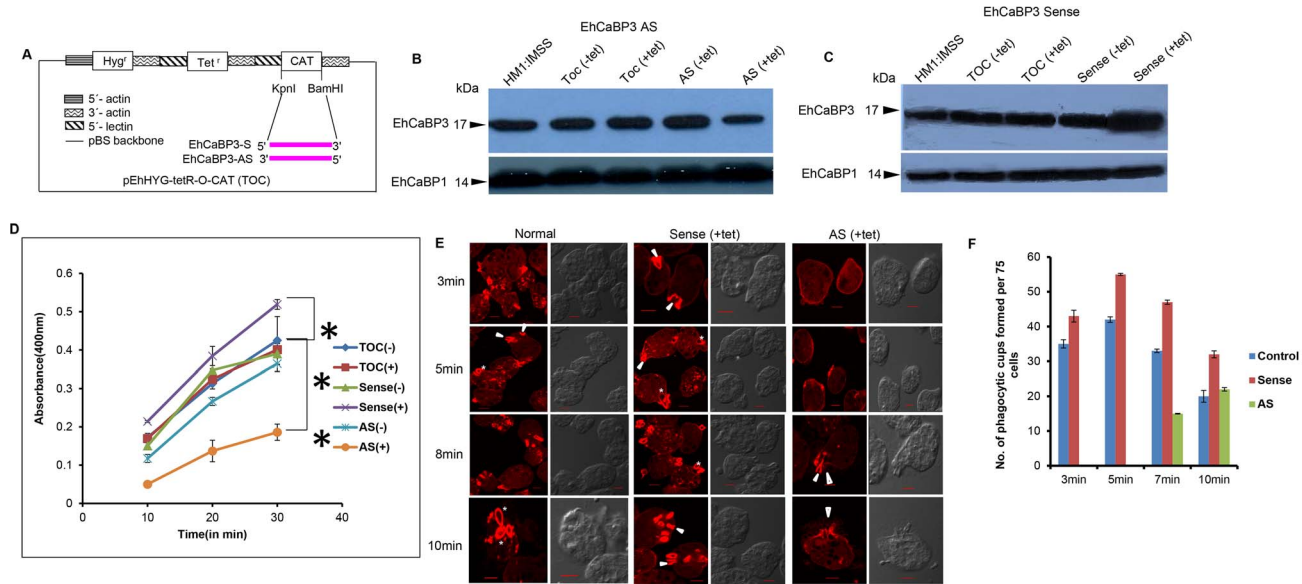 A
Hygʳ
Tet ʳ
CAT
KpnI
BamHI
5´- actin
3´- actin
5´- lectin
pBS backbone
EhCaBP3-S 5' 3'
EhCaBP3-AS 3' 5'
pEhHYG-tetR-O-CAT (TOC)
B
EhCaBP3 AS
kDa
HM1::IMSS
Toc (-tet)
Toc (+tet)
AS (-tet)
AS (+tet)
EhCaBP3 17
EhCaBP1 14
C
EhCaBP3 Sense
kDa
HM1::IMSS
TOC (-tet)
TOC (+tet)
Sense (-tet)
Sense (+tet)
EhCaBP3 17
EhCaBP1 14
D
Absorbance(400nm)
0.6
0.5
0.4
0.3
0.2
0.1
0
0 10 20 30 40
Time(in min)
*
*
*
TOC(-)
TOC(+)
Sense(-)
Sense(+)
AS(-)
AS(+)
E
Normal
Sense (+tet)
AS (+tet)
3min
5min
8min
10min
F
No. of phagocytic cups formed per 75
cells
60
50
40
30
20
10
0
3min 5min 7min 10min
Control
Sense
AS